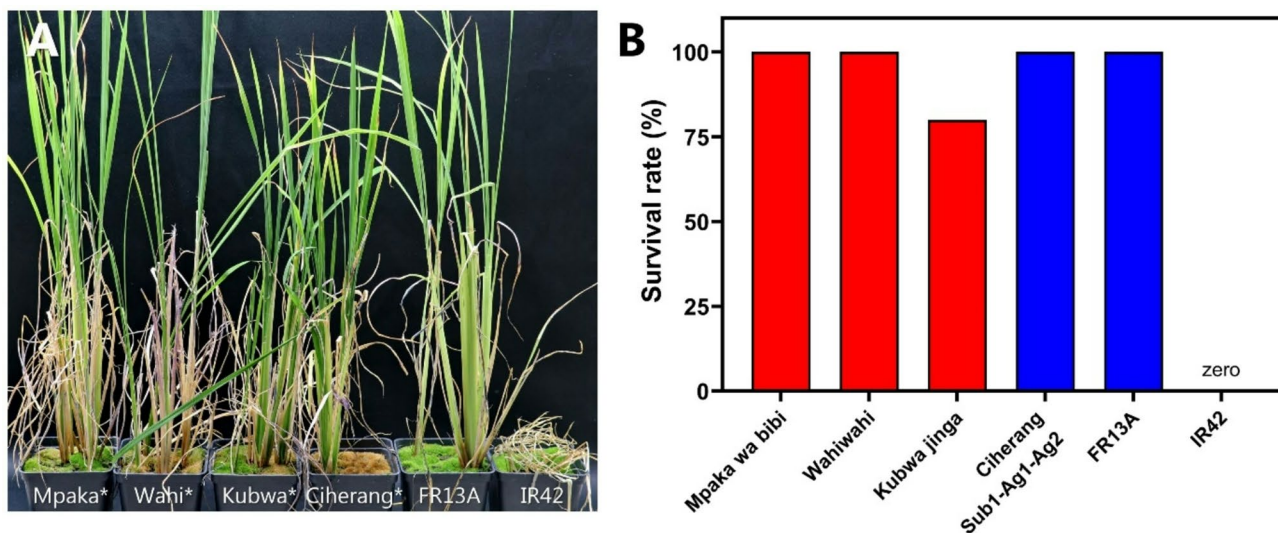 A
Mpaka*
Wahi*
Kubwa*
Ciherang*
FR13A
IR42
B
Survival rate (%)
100
75
50
25
0
zero
Mpaka wa bibi
Wahiwahi
Kubwa jinga
Ciherang
Sub1-Ag1-Ag2
FR13A
IR42